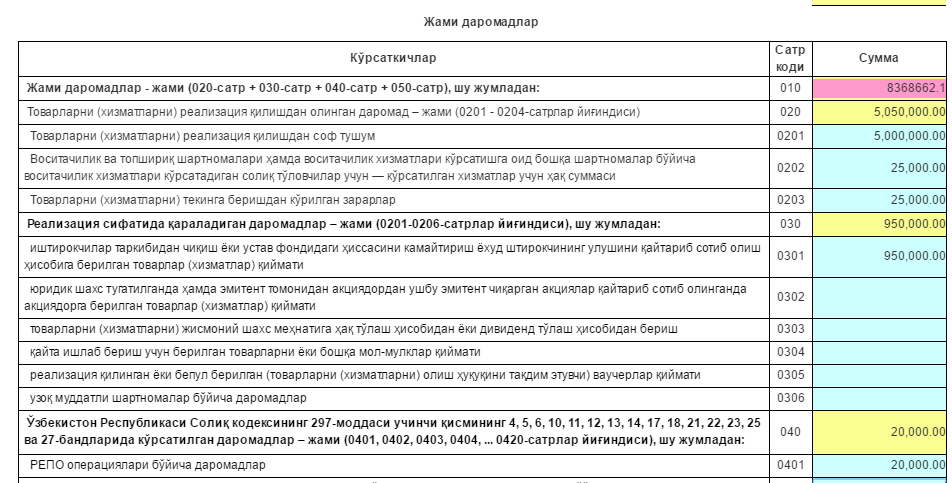 Жами даромадлар
Кўрсаткичлар
Сатр
коди
Сумма
Жами даромадлар - жами (020-сатр + 030-сатр + 040-сатр + 050-сатр), шу жумладан:
010
8368662.1
Товарларни (хизматларни) реализация қилишдан олинган даромад – жами (0201 - 0204-сатрлар йиғиндиси)
020
5,050,000.00
Товарларни (хизматларни) реализация қилишдан соф тушум
0201
5,000,000.00
Воситачилик ва топшириқ шартномалари ҳамда воситачилик хизматлари кўрсатишга оид бошқа шартномалар бўйича
воситачилик хизматлари кўрсатадиган солиқ тўловчилар учун — кўрсатилган хизматлар учун ҳақ суммаси
0202
25,000.00
Товарларни (хизматларни) текинга беришдан кўрилган зарарлар
0203
25,000.00
Реализация сифатида қараладиган даромадлар – жами (0201-0206-сатрлар йиғиндиси), шу жумладан:
030
950,000.00
иштирокчилар таркибидан чиқиш ёки устав фондидаги ҳиссасини камайтириш ёхуд штирокчининг улушини қайтариб сотиб олиш
ҳисобига берилган товарлар (хизматлар) қиймати
0301
950,000.00
юридик шахс тугатилганда ҳамда эмитент томонидан акциядордан ушбу эмитент чиқарган акциялар қайтариб сотиб олинганда
акциядорга берилган товарлар (хизматлар) қиймати
0302
товарларни (хизматларни) жисмоний шахс меҳнатига ҳақ тўлаш ҳисобидан ёки дивиденд тўлаш ҳисобидан бериш
0303
қайта ишлаб бериш учун берилган товарларни ёки бошқа мол-мулклар қиймати
0304
реализация қилинган ёки бепул берилган (товарларни (хизматларни) олиш ҳуқуқини тақдим этувчи) ваучерлар қиймати
0305
узоқ муддатли шартномалар бўйича даромадлар
0306
Ўзбекистон Республикаси Солиқ кодексининг 297-моддаси учинчи қисмининг 4, 5, 6, 10, 11, 12, 13, 14, 17, 18, 21, 22, 23, 25
ва 27-бандларида кўрсатилган даромадлар – жами (0401, 0402, 0403, 0404, ... 0420-сатрлар йиғиндиси), шу жумладан:
040
20,000.00
РЕПО операциялари бўйича даромадлар
0401
20,000.00